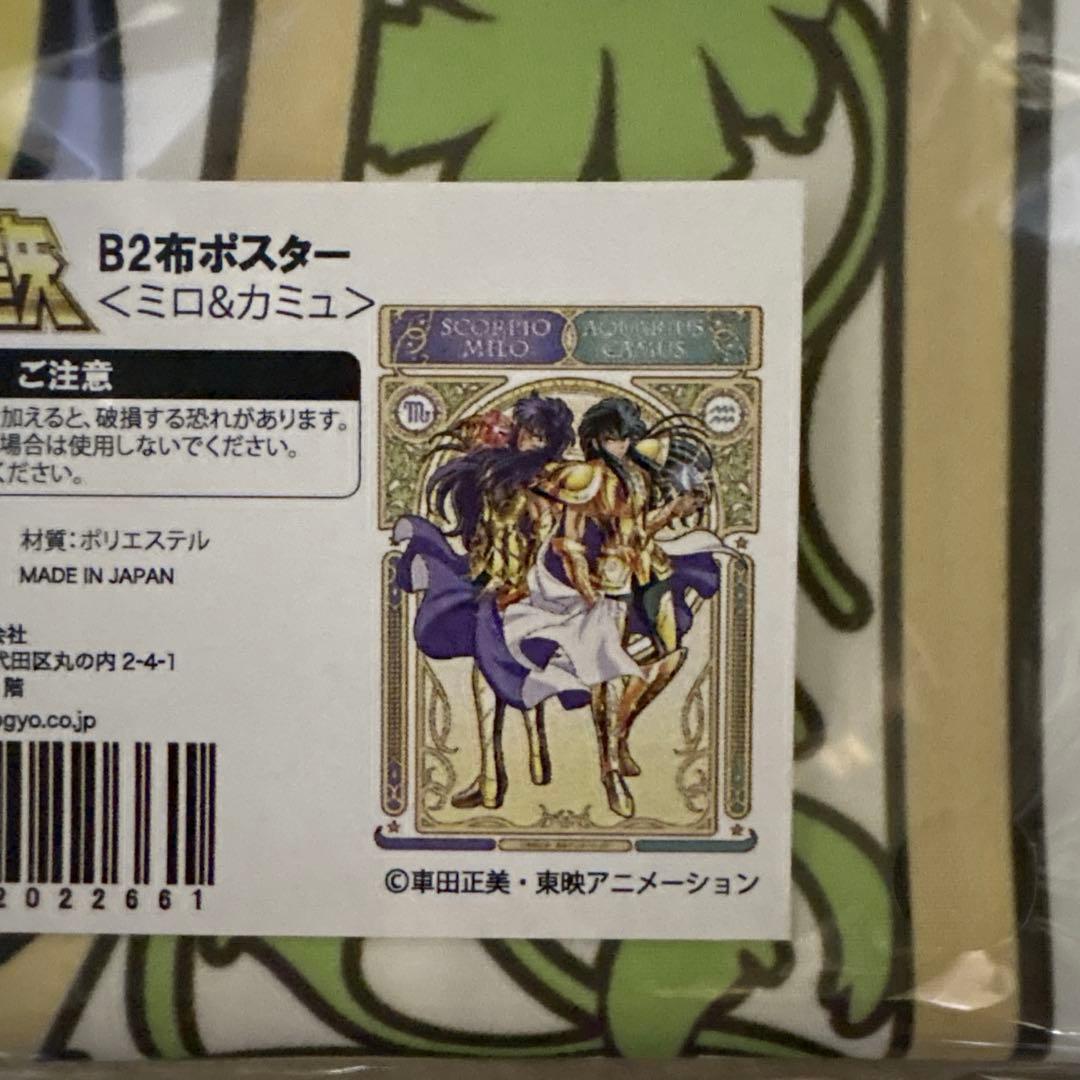 矢
B2布ポスター
<ミロ&カミュ>
SCORPIO
MILO
AQUARIUS
CAMUS
ご注意
加えると、破損する恐れがあります。
場合は使用しないでください。
ください。
材質:ポリエステル
MADE IN JAPAN
会社
代田区丸の内 2-4-1
階
ogyo.co.jp
2022661
©車田正美・東映アニメーション